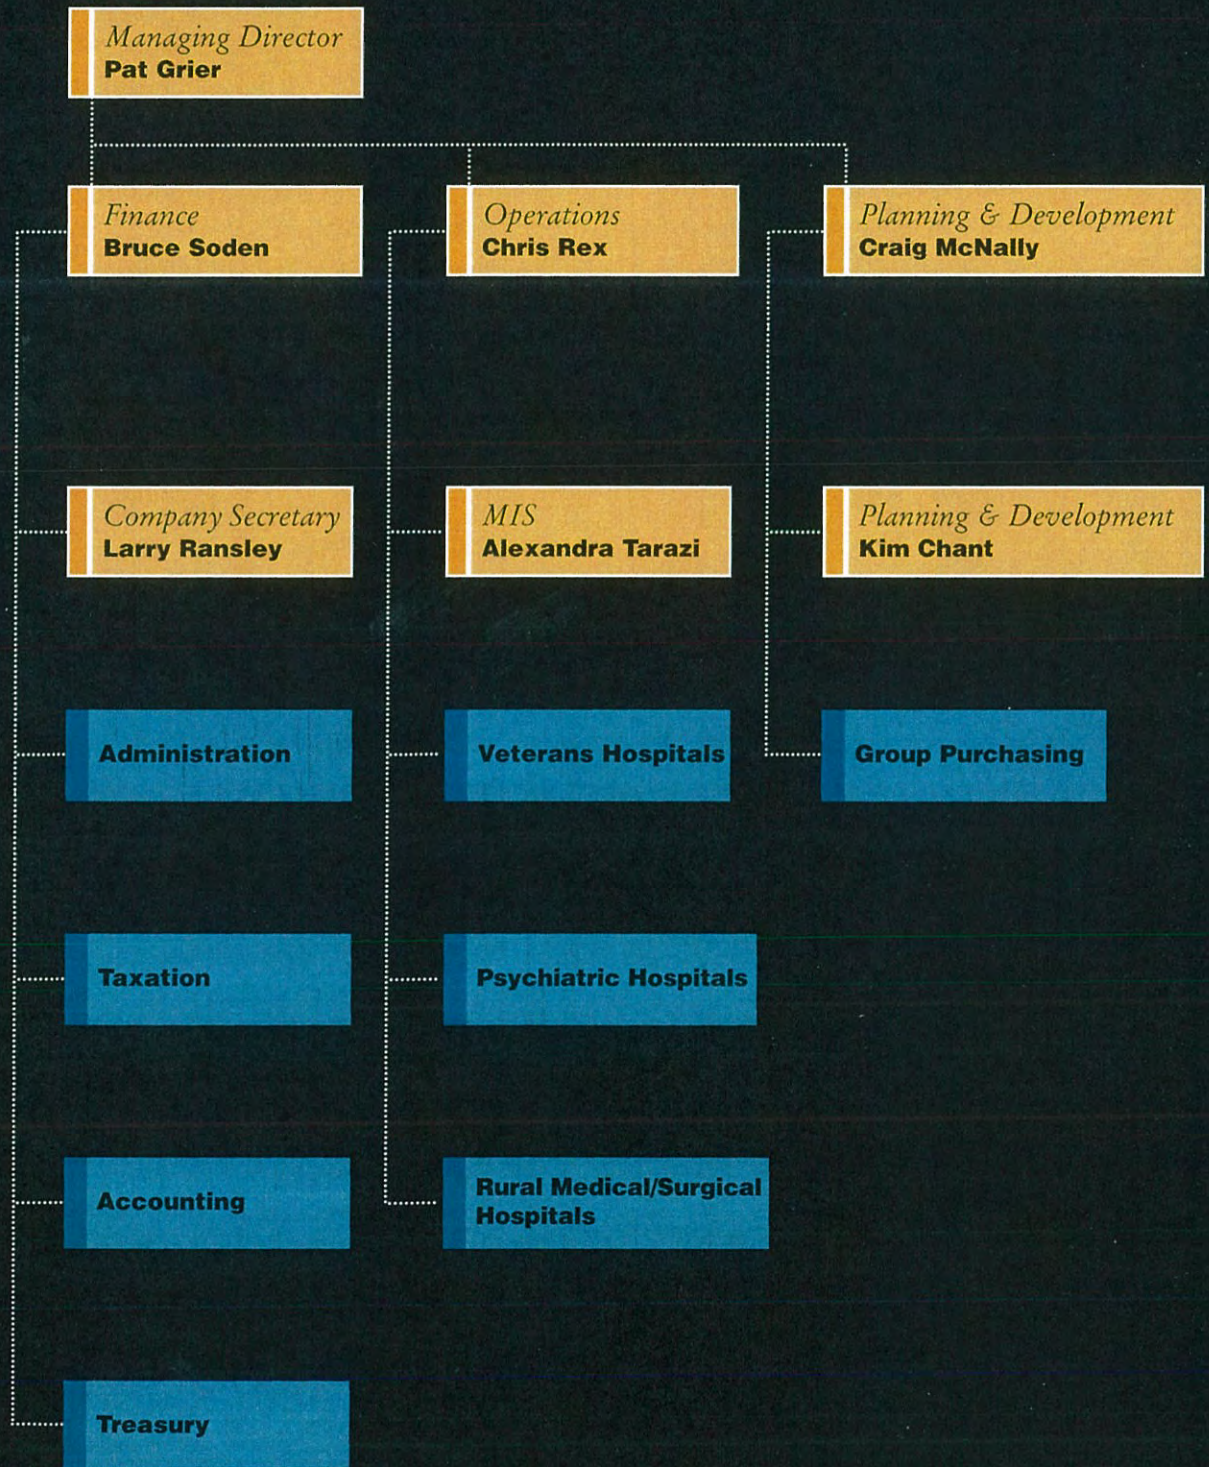 Managing Director
Pat Grier
Finance
Bruce Soden
Operations
Chris Rex
Planning & Development
Craig McNally
Company Secretary
Larry Ransley
MIS
Alexandra Tarazi
Planning & Development
Kim Chant
Administration
Veterans Hospitals
Group Purchasing
Taxation
Psychiatric Hospitals
Accounting
Rural Medical/Surgical
Hospitals
Treasury